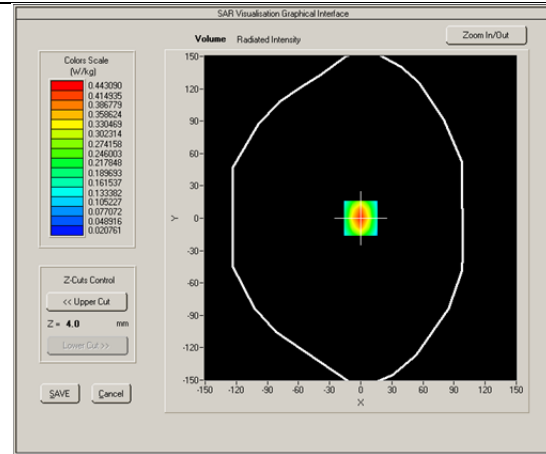 SAR Visualisation Graphical Interface
Volume Radiated Intensity
Zoom In/Out
Colors Scale
(W/kg)
0.443090
0.414935
0.386779
0.358624
0.330469
0.302314
0.274158
0.246003
0.217848
0.189693
0.161537
0.133382
0.105227
0.077072
0.048916
0.020761
Z-Cuts Control
<< Upper Cut
Z = 4.0 mm
Lower Cut >>
SAVE Cancel
150
120
90
60
30
0
-30
-60
-90
-120
-150
Y
-150 -120 -90 -60 -30 0 30 60 90 120 150
X